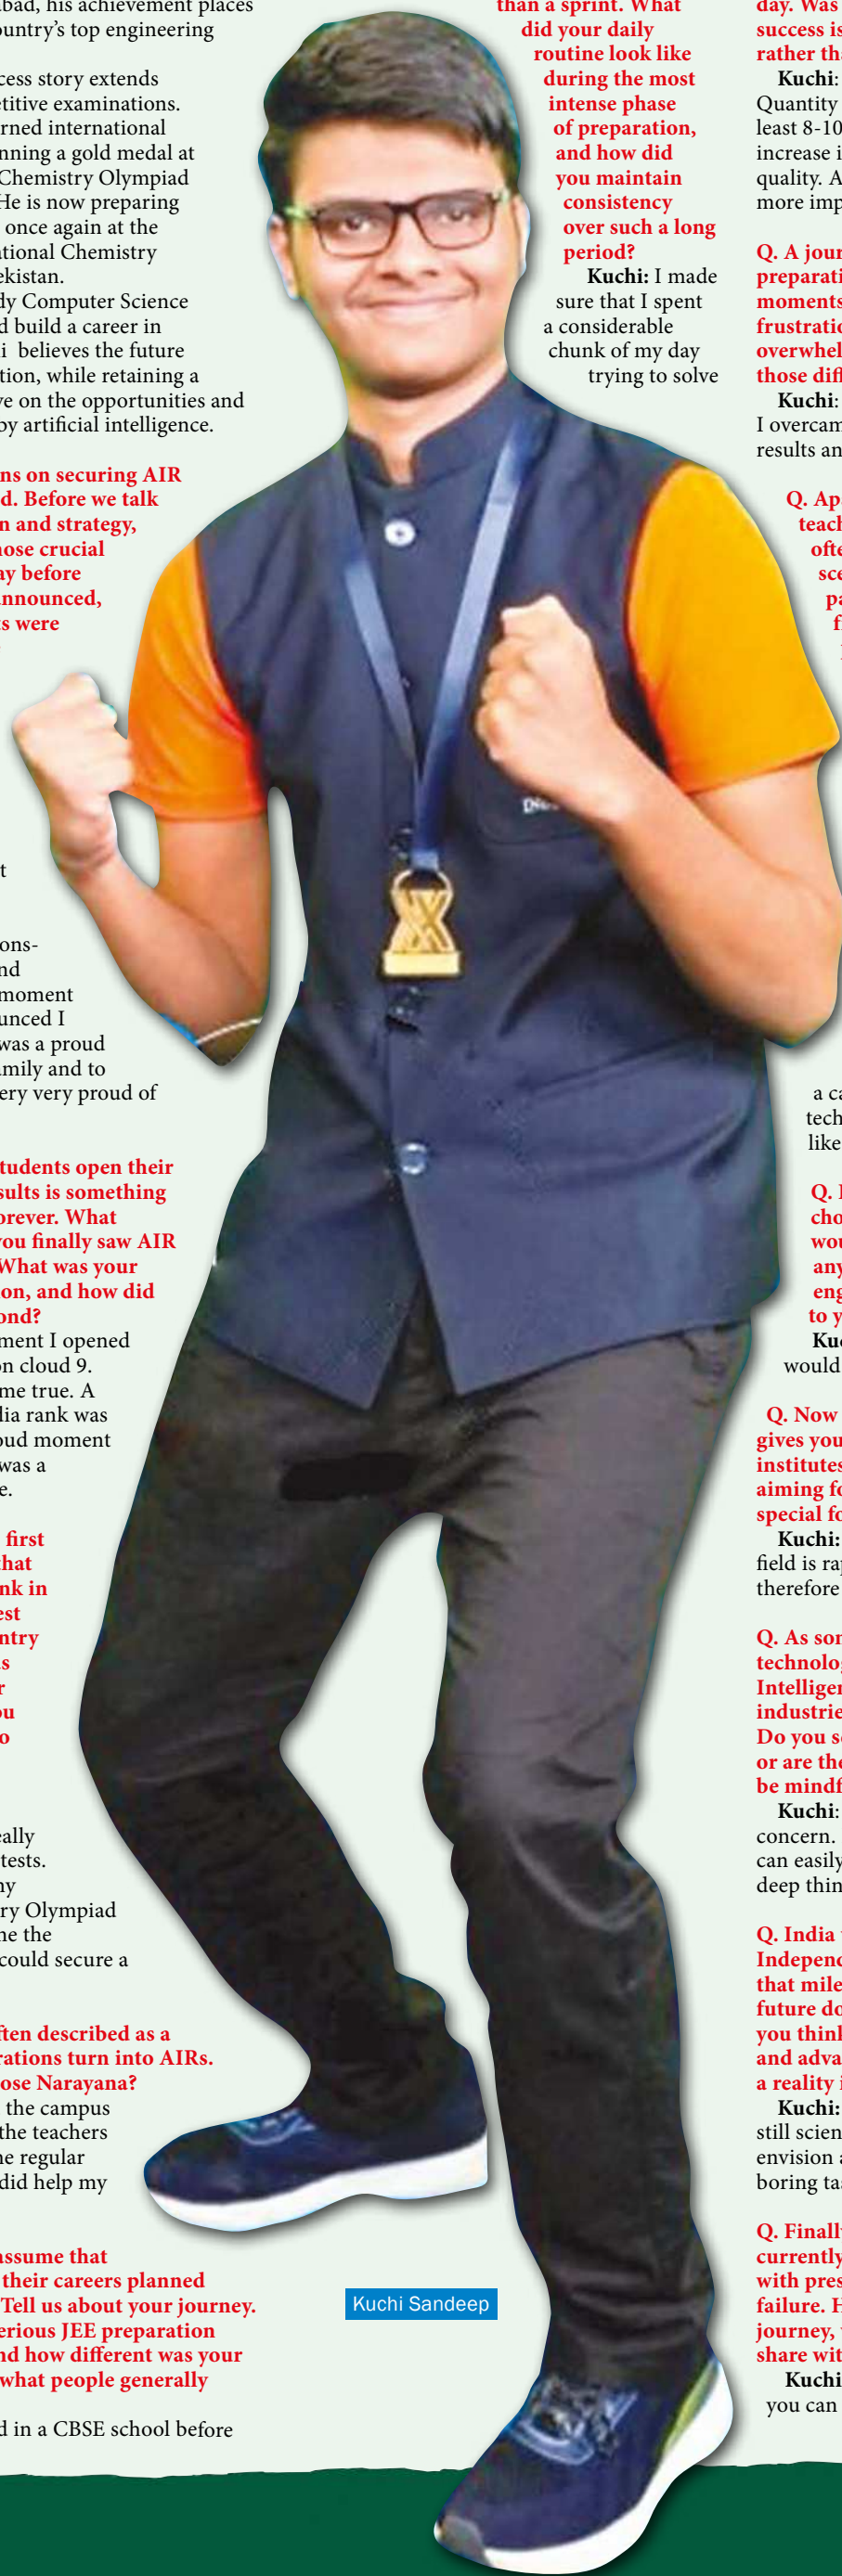 bad, his achievement places
ountry's top engineering
cess story extends
etitive examinations.
rned international
nning a gold medal at
Chemistry Olympiad
He is now preparing
once again at the
ational Chemistry
ekistan.
dy Computer Science
d build a career in
i believes the future
tion, while retaining a
ve on the opportunities and
by artificial intelligence.
ns on securing AIR
d. Before we talk
n and strategy,
hose crucial
ay before
nnounced,
s were
t
ons-
nd
moment
unced I
was a proud
amily and to
ery very proud of
tudents open their
sults is something
orever. What
you finally saw AIR
What was your
on, and how did
ond?
ment I opened
on cloud 9.
me true. A
dia rank was
oud moment
was a
e.
first
that
nk in
est
ntry
s
r
ou
o
eally
tests.
ny
ry Olympiad
ne the
could secure a
ften described as a
rations turn into AIRs.
ose Narayana?
the campus
the teachers
ne regular
did help my
assume that
their careers planned
Tell us about your journey.
erious JEE preparation
nd how different was your
what people generally
d in a CBSE school before
than a sprint. What
did your daily
routine look like
during the most
intense phase
of preparation,
and how did
you maintain
consistency
over such a long
period?
Kuchi: I made
sure that I spent
a considerable
chunk of my day
trying to solve
Kuchi Sandeep
day. Was
success is
rather tha
Kuchi:
Quantity
least 8-10
increase i
quality. A
more imp
Q. A jour
preparati
moments
frustratio
overwhel
those diff
Kuchi:
I overcam
results an
Q. Ap
teach
ofte
sce
pa
f
a ca
tech
like
Q. I
cho
wou
any
eng
to y
Kuc
would
Q. Now
gives you
institutes
aiming fo
special fo
Kuchi:
field is rap
therefore
Q. As son
technolog
Intelligen
industrie
Do you se
or are the
be mindf
Kuchi:
concern.
can easily
deep thin
Q. India
Independ
that mile
future do
you think
and adva
a reality i
Kuchi:
still scien
envision a
boring tas
Q. Finally
currently
with pres
failure. H
journey,
share wit
Kuchi
you can